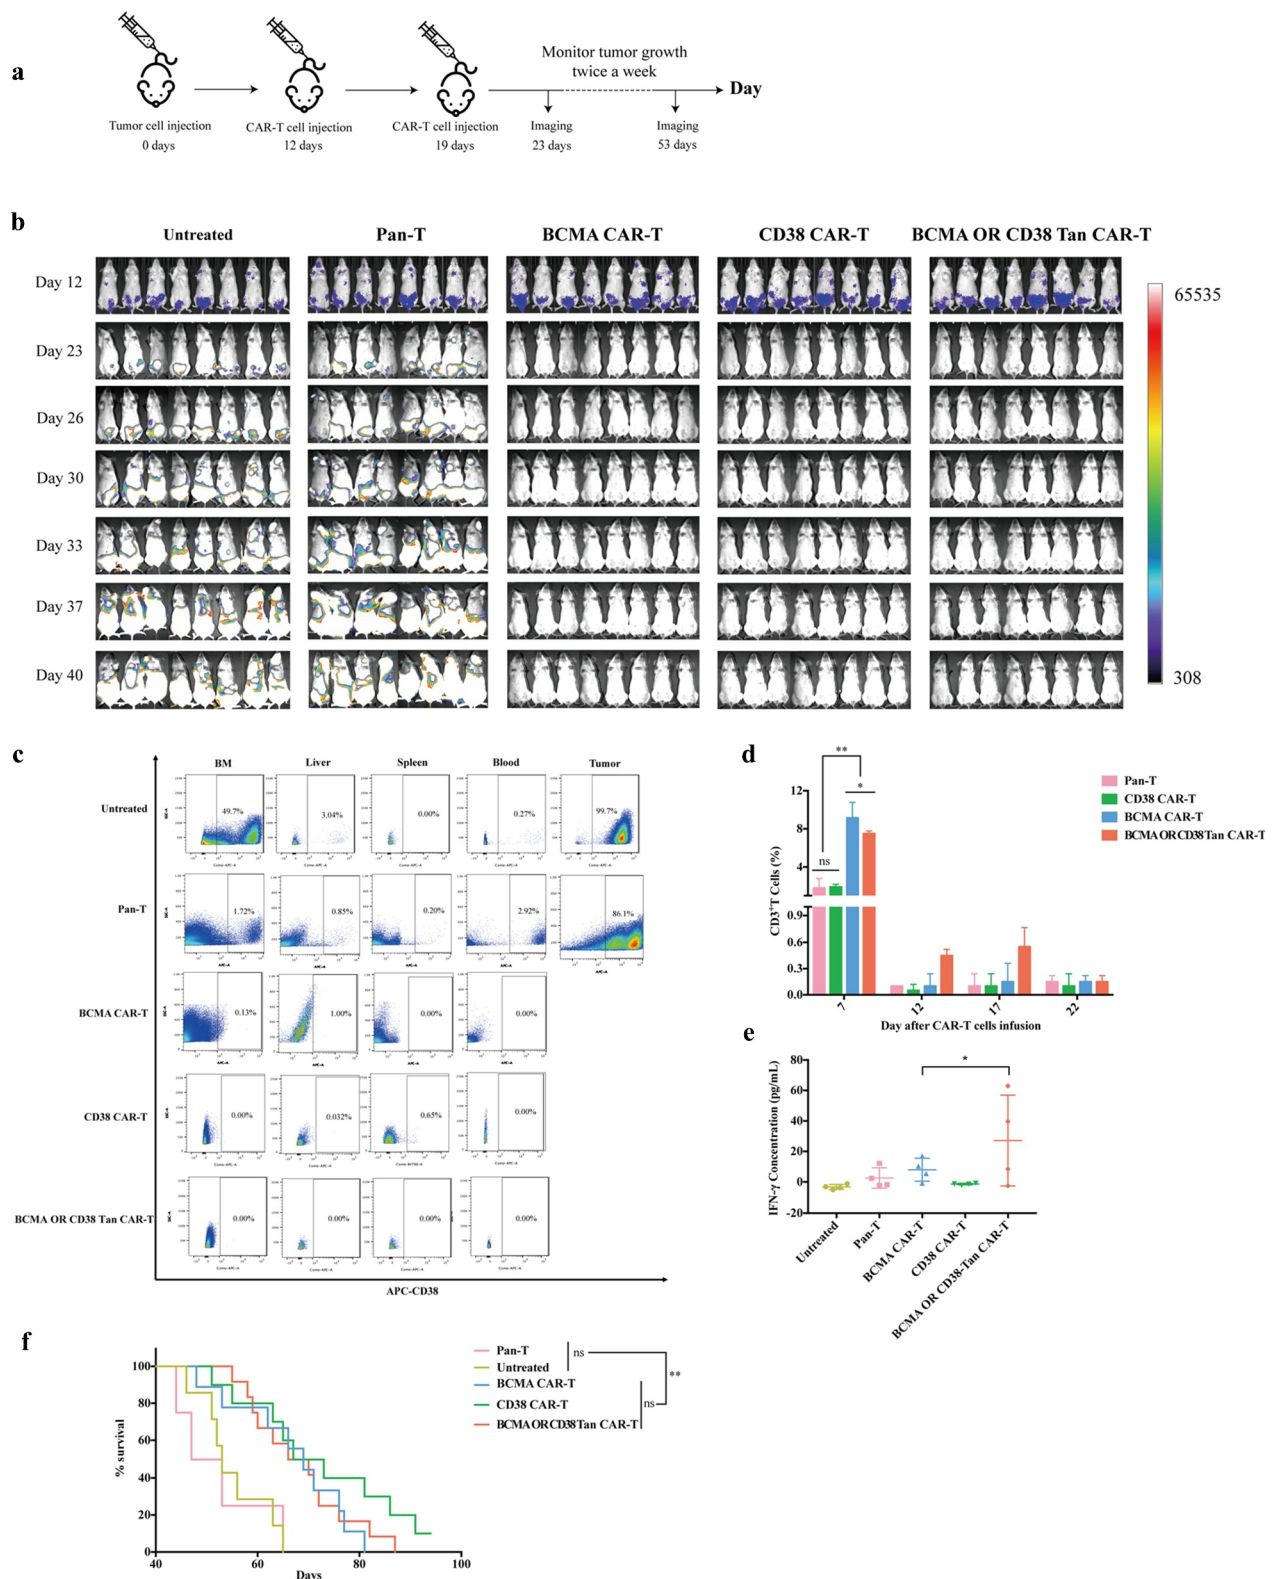 a
Monitor tumor growth
twice a week
Day
Tumor cell injection
0 days
CAR-T cell injection
12 days
CAR-T cell injection
19 days
Imaging
23 days
Imaging
53 days
b
Untreated
Pan-T
BCMA CAR-T
CD38 CAR-T
BCMA OR CD38 Tan CAR-T
Day 12
Day 23
Day 26
Day 30
Day 33
Day 37
Day 40
65535
308
c
BM
Liver
Spleen
Blood
Tumor
Untreated
49.7%
3.04%
0.00%
0.27%
99.7%
Pan-T
1.72%
0.85%
0.20%
2.92%
86.1%
BCMA CAR-T
0.13%
1.00%
0.00%
0.00%
CD38 CAR-T
0.00%
0.032%
0.65%
0.00%
BCMA OR CD38 Tan CAR-T
0.00%
0.00%
0.00%
0.00%
APC-CD38
d
**
*
ns
12
8
4
0.9
0.6
0.3
0.0
CD3+T Cells (%)
7
12
17
22
Day after CAR-T cells infusion
Pan-T
CD38 CAR-T
BCMA CAR-T
BCMAORCD38Tan CAR-T
e
IFN-γ Concentration (pg/mL)
80
60
40
20
0
-20
*
Untreated
Pan-T
BCMA CAR-T
CD38 CAR-T
BCMA OR CD38-Tan CAR-T
f
% survival
100
80
60
40
20
0
40
60
80
100
Days
Pan-T
Untreated
BCMA CAR-T
CD38 CAR-T
BCMAORCD38Tan CAR-T
ns
**
ns